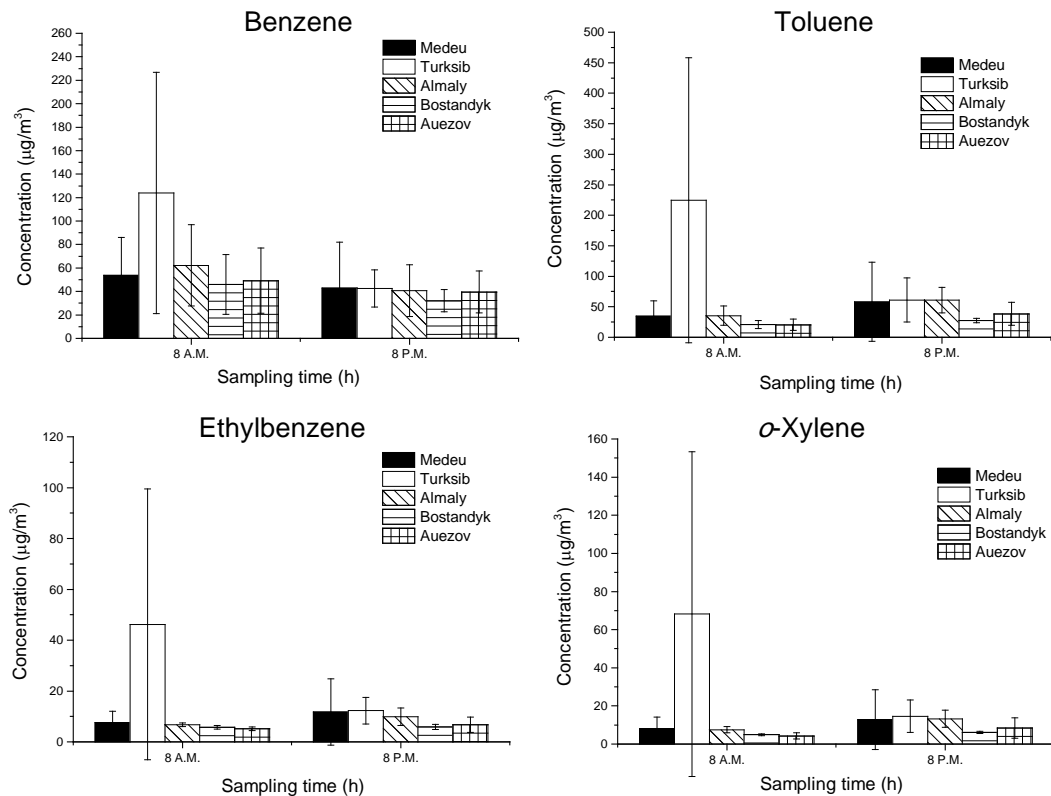 Benzene
260
240
220
200
180
160
140
120
100
80
60
40
20
0
Concentration (μg/m³)
Medeu
Turksib
Almaly
Bostandyk
Auezov
8 A.M.
8 P.M.
Sampling time (h)
Toluene
500
450
400
350
300
250
200
150
100
50
0
Concentration (μg/m³)
Medeu
Turksib
Almaly
Bostandyk
Auezov
8 A.M.
8 P.M.
Sampling time (h)
Ethylbenzene
120
100
80
60
40
20
0
Concentration (μg/m³)
Medeu
Turksib
Almaly
Bostandyk
Auezov
8 A.M.
8 P.M.
Sampling time (h)
o-Xylene
160
140
120
100
80
60
40
20
0
Concentration (μg/m³)
Medeu
Turksib
Almaly
Bostandyk
Auezov
8 A.M.
8 P.M.
Sampling time (h)